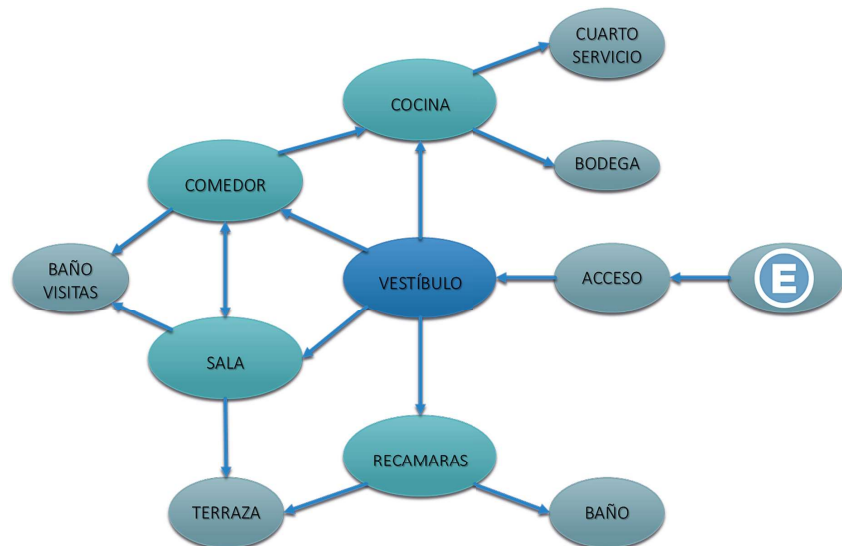 CUARTO
SERVICIO
COCINA
BODEGA
COMEDOR
BAÑO
VISITAS
VESTÍBULO
ACCESO
E
SALA
RECAMARAS
TERRAZA
BAÑO